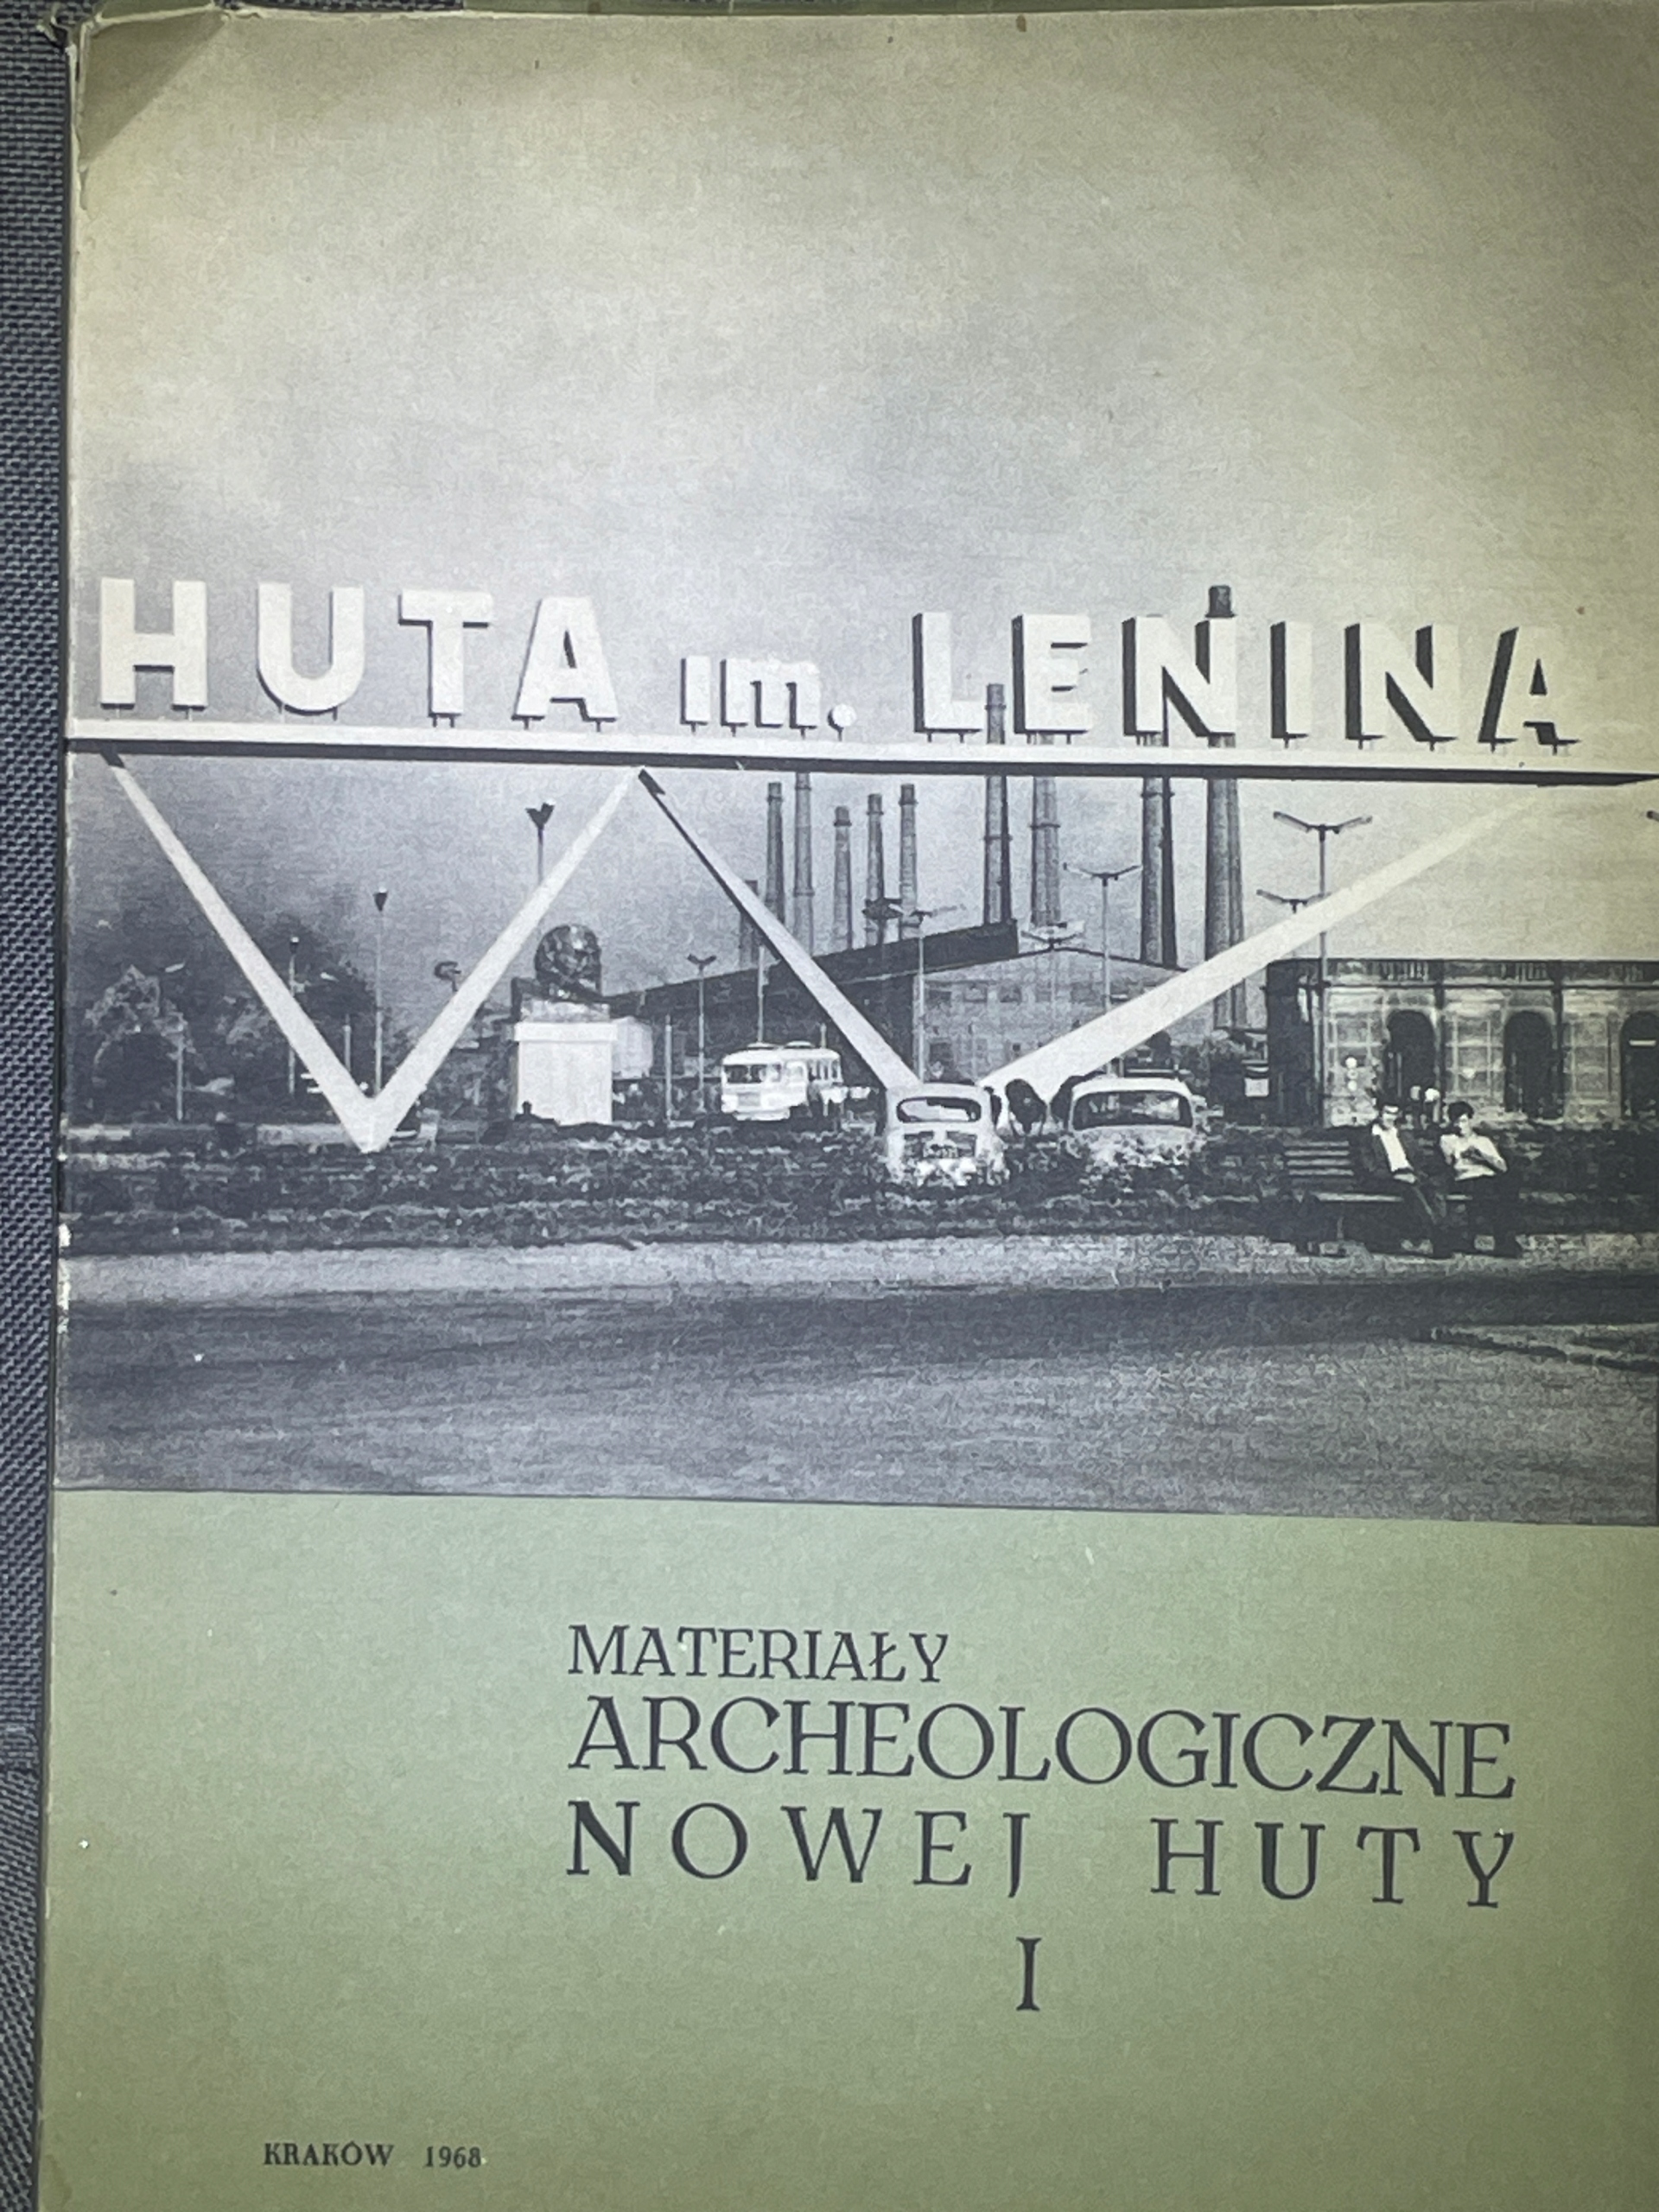 HUTA im. LENINA
MATERIAŁY
ARCHEOLOGICZNE
NOWEJ HUTY
I
KRAKÓW 1968